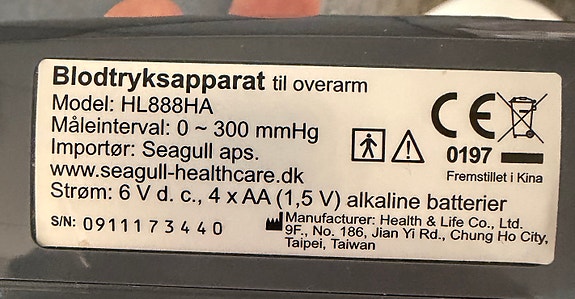 Blodtryksapparat til overarm
Model: HL888HA
Måleinterval: 0 ~ 300 mmHg
Importør: Seagull aps.
www.seagull-healthcare.dk
Strøm: 6 V d. c., 4 x AA (1,5 V) alkaline batterier
S/N: 0911173440
CE
0197
Fremstillet i Kina
Manufacturer: Health & Life Co., Ltd.
9F., No. 186, Jian Yi Rd., Chung Ho City,
Taipei, Taiwan